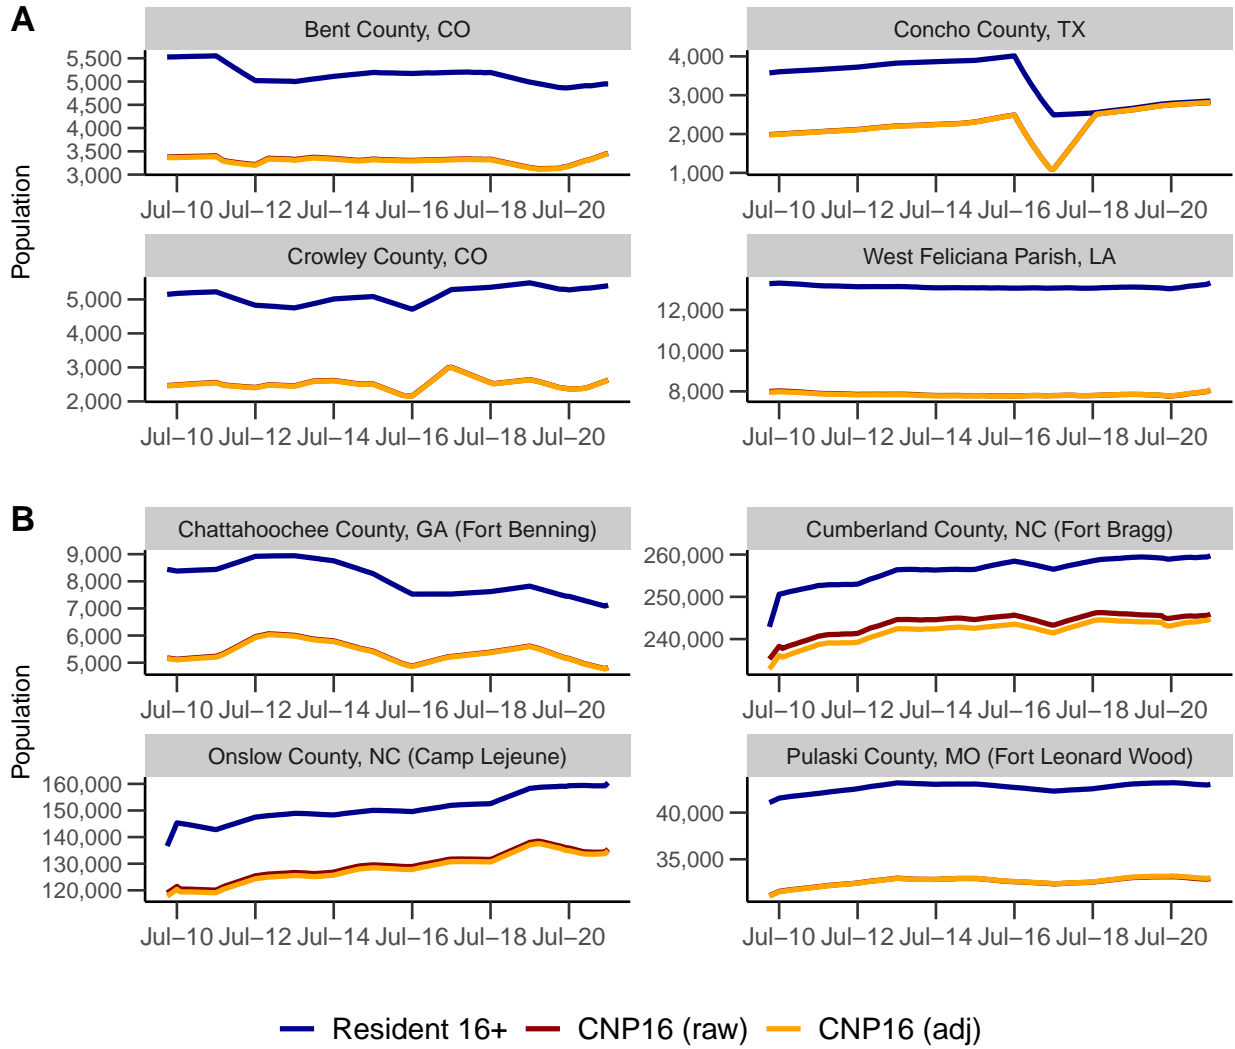 A
Bent County, CO
Concho County, TX
5,500
5,000
4,500
4,000
3,500
3,000
4,000
3,000
2,000
1,000
Jul−10 Jul−12 Jul−14 Jul−16 Jul−18 Jul−20
Jul−10 Jul−12 Jul−14 Jul−16 Jul−18 Jul−20
Population
Crowley County, CO
West Feliciana Parish, LA
5,000
4,000
3,000
2,000
12,000
10,000
8,000
Jul−10 Jul−12 Jul−14 Jul−16 Jul−18 Jul−20
Jul−10 Jul−12 Jul−14 Jul−16 Jul−18 Jul−20
B
Chattahoochee County, GA (Fort Benning)
Cumberland County, NC (Fort Bragg)
9,000
8,000
7,000
6,000
5,000
260,000
250,000
240,000
Jul−10 Jul−12 Jul−14 Jul−16 Jul−18 Jul−20
Jul−10 Jul−12 Jul−14 Jul−16 Jul−18 Jul−20
Population
Onslow County, NC (Camp Lejeune)
Pulaski County, MO (Fort Leonard Wood)
160,000
150,000
140,000
130,000
120,000
40,000
35,000
Jul−10 Jul−12 Jul−14 Jul−16 Jul−18 Jul−20
Jul−10 Jul−12 Jul−14 Jul−16 Jul−18 Jul−20
Resident 16+ CNP16 (raw) CNP16 (adj)